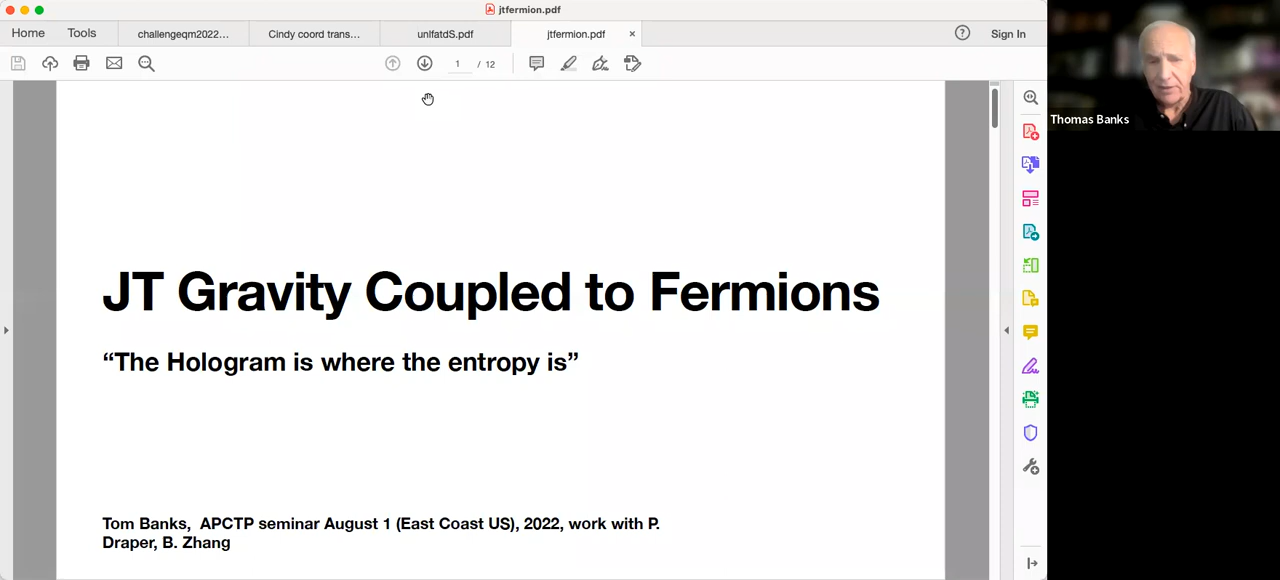 jtfermion.pdf
Home
Tools
challengeqm2022...
Cindy coord trans...
unifatdS.pdf
jtfermion.pdf
×
?
Sign In
1 / 12
Thomas Banks
JT Gravity Coupled to Fermions
“The Hologram is where the entropy is”
Tom Banks, APCTP seminar August 1 (East Coast US), 2022, work with P.
Draper, B. Zhang